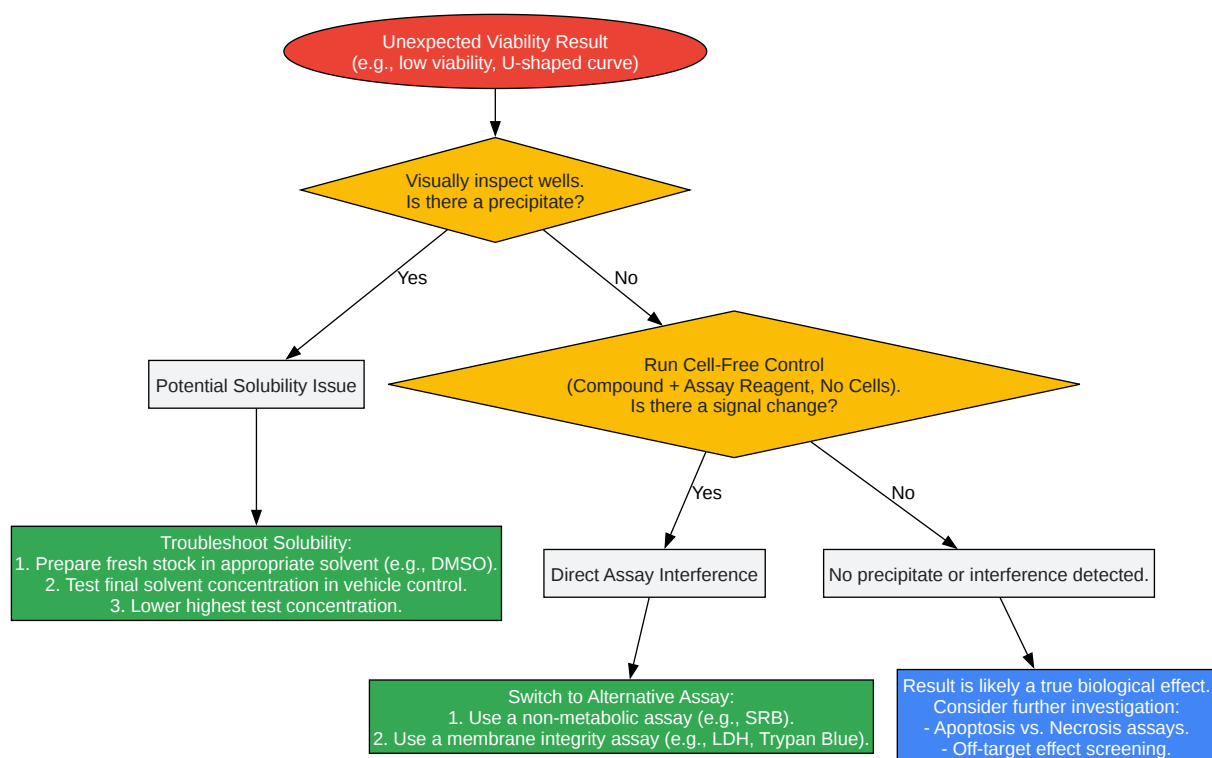 Unexpected Viability Result
(e.g., low viability, U-shaped curve)
Visually inspect wells.
Is there a precipitate?
Yes
No
Run Cell-Free Control
(Compound + Assay Reagent, No Cells).
Is there a signal change?
Potential Solubility Issue
Yes
No
Troubleshoot Solubility:
1. Prepare fresh stock in appropriate solvent (e.g., DMSO).
2. Test final solvent concentration in vehicle control.
3. Lower highest test concentration.
Direct Assay Interference
No precipitate or interference detected.
Switch to Alternative Assay:
1. Use a non-metabolic assay (e.g., SRB).
2. Use a membrane integrity assay (e.g., LDH, Trypan Blue).
Result is likely a true biological effect.
Consider further investigation:
- Apoptosis vs. Necrosis assays.
- Off-target effect screening.